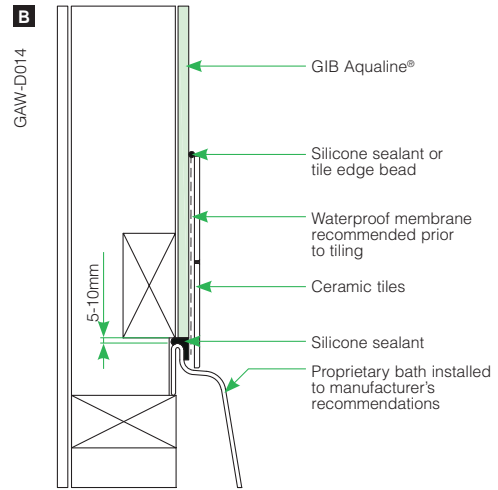 B
GAW-D014
GIB Aqualine®
Silicone sealant or
tile edge bead
Waterproof membrane
recommended prior
to tiling
Ceramic tiles
5-10mm
Silicone sealant
Proprietary bath installed
to manufacturer's
recommendations